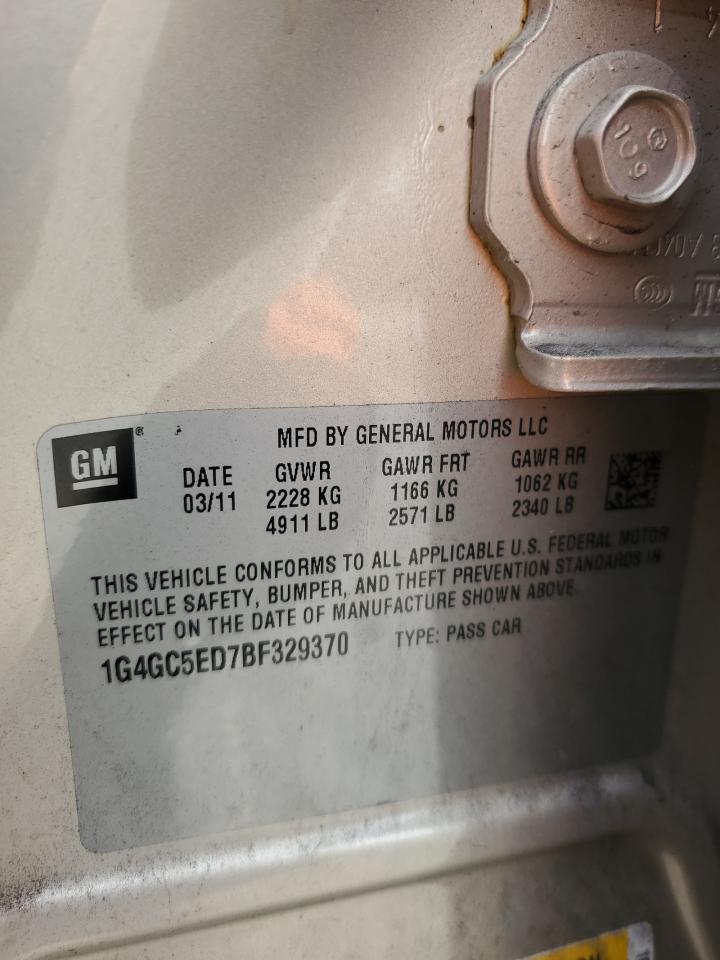 10.9
GM
MFD BY GENERAL MOTORS LLC
DATE GVWR GAWR FRT GAWR RR
03/11 2228 KG 1166 KG 1062 KG
4911 LB 2571 LB 2340 LB
THIS VEHICLE CONFORMS TO ALL APPLICABLE U.S. FEDERAL MOTOR
VEHICLE SAFETY, BUMPER, AND THEFT PREVENTION STANDARDS IN
EFFECT ON THE DATE OF MANUFACTURE SHOWN ABOVE.
1G4GC5ED7BF329370 TYPE: PASS CAR